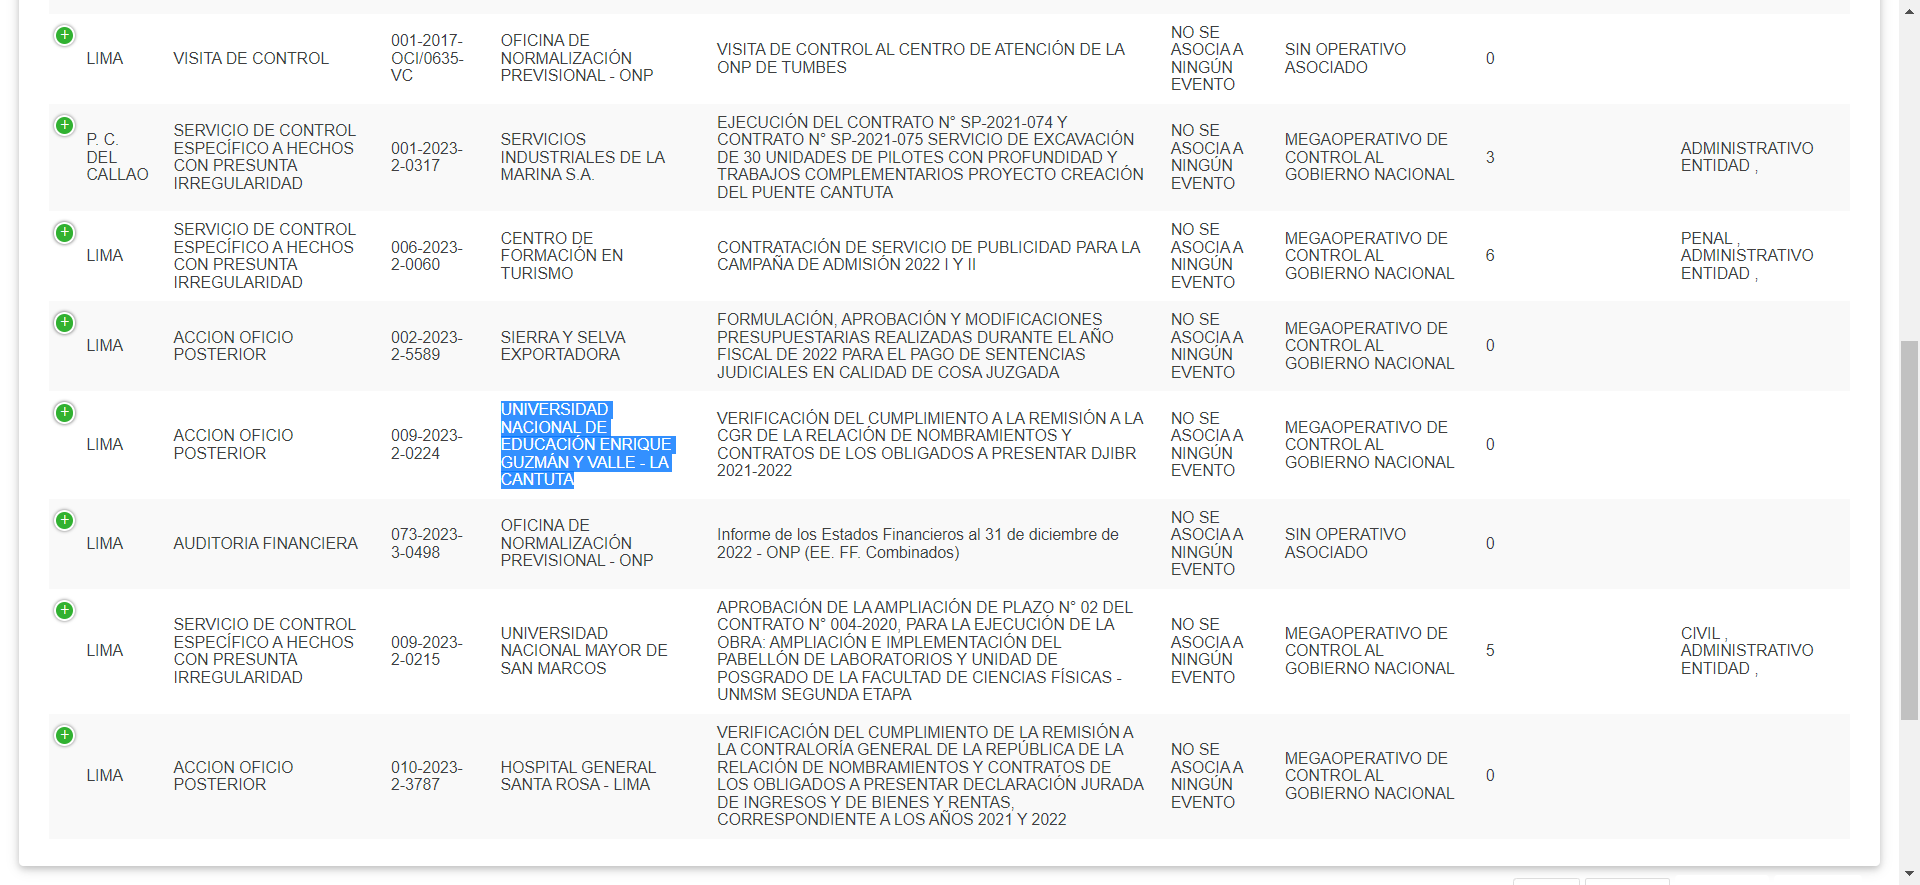 LIMA
VISITA DE CONTROL
001-2017-
OCI/0635-
VC
OFICINA DE
NORMALIZACIÓN
PREVISIONAL - ONP
VISITA DE CONTROL AL CENTRO DE ATENCIÓN DE LA
ONP DE TUMBES
NO SE
ASOCIA A
NINGÚN
EVENTO
SIN OPERATIVO
ASOCIADO
0
P. C.
DEL
CALLAO
SERVICIO DE CONTROL
ESPECÍFICO A HECHOS
CON PRESUNTA
IRREGULARIDAD
001-2023-
2-0317
SERVICIOS
INDUSTRIALES DE LA
MARINA S.A.
EJECUCIÓN DEL CONTRATO N° SP-2021-074 Y
CONTRATO N° SP-2021-075 SERVICIO DE EXCAVACIÓN
DE 30 UNIDADES DE PILOTES CON PROFUNDIDAD Y
TRABAJOS COMPLEMENTARIOS PROYECTO CREACIÓN
DEL PUENTE CANTUTA
NO SE
ASOCIA A
NINGÚN
EVENTO
MEGAOPERATIVO DE
CONTROL AL
GOBIERNO NACIONAL
3
ADMINISTRATIVO
ENTIDAD ,
LIMA
SERVICIO DE CONTROL
ESPECÍFICO A HECHOS
CON PRESUNTA
IRREGULARIDAD
006-2023-
2-0060
CENTRO DE
FORMACIÓN EN
TURISMO
CONTRATACIÓN DE SERVICIO DE PUBLICIDAD PARA LA
CAMPAÑA DE ADMISIÓN 2022 I Y II
NO SE
ASOCIA A
NINGÚN
EVENTO
MEGAOPERATIVO DE
CONTROL AL
GOBIERNO NACIONAL
6
PENAL ,
ADMINISTRATIVO
ENTIDAD ,
LIMA
ACCION OFICIO
POSTERIOR
002-2023-
2-5589
SIERRA Y SELVA
EXPORTADORA
FORMULACIÓN, APROBACIÓN Y MODIFICACIONES
PRESUPUESTARIAS REALIZADAS DURANTE EL AÑO
FISCAL DE 2022 PARA EL PAGO DE SENTENCIAS
JUDICIALES EN CALIDAD DE COSA JUZGADA
NO SE
ASOCIA A
NINGÚN
EVENTO
MEGAOPERATIVO DE
CONTROL AL
GOBIERNO NACIONAL
0
LIMA
ACCION OFICIO
POSTERIOR
009-2023-
2-0224
UNIVERSIDAD
NACIONAL DE
EDUCACIÓN ENRIQUE
GUZMÁN Y VALLE - LA
CANTUTA
VERIFICACIÓN DEL CUMPLIMIENTO A LA REMISIÓN A LA
CGR DE LA RELACIÓN DE NOMBRAMIENTOS Y
CONTRATOS DE LOS OBLIGADOS A PRESENTAR DJIBR
2021-2022
NO SE
ASOCIA A
NINGÚN
EVENTO
MEGAOPERATIVO DE
CONTROL AL
GOBIERNO NACIONAL
0
LIMA
AUDITORIA FINANCIERA
073-2023-
3-0498
OFICINA DE
NORMALIZACIÓN
PREVISIONAL - ONP
Informe de los Estados Financieros al 31 de diciembre de
2022 - ONP (EE. FF. Combinados)
NO SE
ASOCIA A
NINGÚN
EVENTO
SIN OPERATIVO
ASOCIADO
0
LIMA
SERVICIO DE CONTROL
ESPECÍFICO A HECHOS
CON PRESUNTA
IRREGULARIDAD
009-2023-
2-0215
UNIVERSIDAD
NACIONAL MAYOR DE
SAN MARCOS
APROBACIÓN DE LA AMPLIACIÓN DE PLAZO N° 02 DEL
CONTRATO N° 004-2020, PARA LA EJECUCIÓN DE LA
OBRA: AMPLIACIÓN E IMPLEMENTACIÓN DEL
PABELLÓN DE LABORATORIOS Y UNIDAD DE
POSGRADO DE LA FACULTAD DE CIENCIAS FÍSICAS -
UNMSM SEGUNDA ETAPA
NO SE
ASOCIA A
NINGÚN
EVENTO
MEGAOPERATIVO DE
CONTROL AL
GOBIERNO NACIONAL
5
CIVIL ,
ADMINISTRATIVO
ENTIDAD ,
LIMA
ACCION OFICIO
POSTERIOR
010-2023-
2-3787
HOSPITAL GENERAL
SANTA ROSA - LIMA
VERIFICACIÓN DEL CUMPLIMIENTO DE LA REMISIÓN A
LA CONTRALORÍA GENERAL DE LA REPÚBLICA DE LA
RELACIÓN DE NOMBRAMIENTOS Y CONTRATOS DE
LOS OBLIGADOS A PRESENTAR DECLARACIÓN JURADA
DE INGRESOS Y DE BIENES Y RENTAS,
CORRESPONDIENTE A LOS AÑOS 2021 Y 2022
NO SE
ASOCIA A
NINGÚN
EVENTO
MEGAOPERATIVO DE
CONTROL AL
GOBIERNO NACIONAL
0